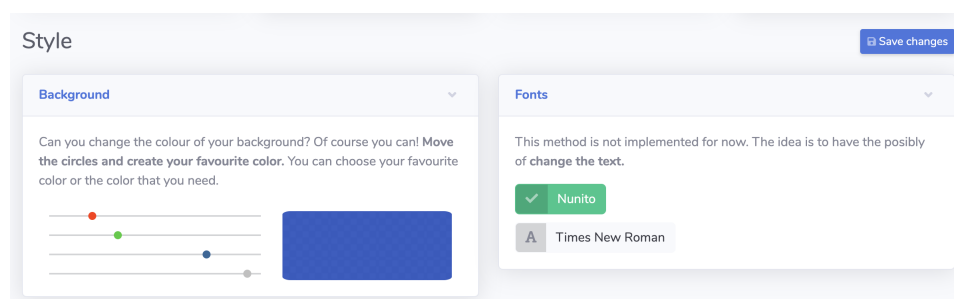 Style
Save changes
Background
Can you change the colour of your background? Of course you can! Move
the circles and create your favourite color. You can choose your favourite
color or the color that you need.
Fonts
This method is not implemented for now. The idea is to have the posibly
of change the text.
Nunito
A Times New Roman